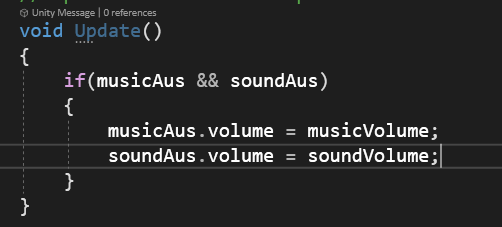 Unity Message | 0 references
void Update()
{
if(musicAus && soundAus)
{
musicAus.volume = musicVolume;
soundAus.volume = soundVolume;
}
}